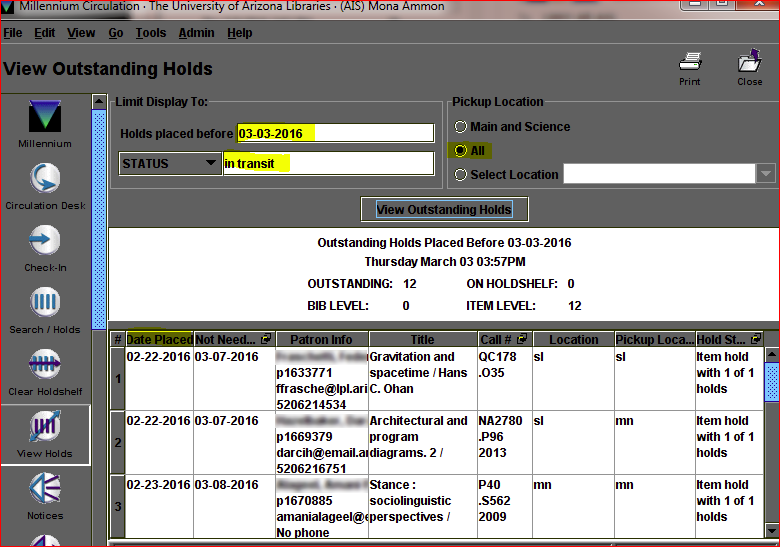 Millennium Circulation · The University of Arizona Libraries · (AIS) Mona Ammon
File Edit View Go Tools Admin Help
View Outstanding Holds
Print
Close
Millennium
Circulation Desk
Check-In
Search / Holds
Clear Holdshelf
View Holds
Notices
Limit Display To:
Holds placed before 03-03-2016
STATUS in transit
Pickup Location
Main and Science
All
Select Location
View Outstanding Holds
Outstanding Holds Placed Before 03-03-2016
Thursday March 03 03:57PM
OUTSTANDING: 12 ON HOLDSHELF: 0
BIB LEVEL: 0 ITEM LEVEL: 12
# Date Placed Not Need... Patron Info Title Call # Location Pickup Loca... Hold St...
1 02-22-2016 03-07-2016 Gravitation and QC178 sl sl Item hold
p1633771 spacetime / Hans .O35 with 1 of 1
ffrasche@lpl.ari C. Ohan holds
5206214534
2 02-22-2016 03-07-2016 Architectural and NA2780 sl mn Item hold
p1669379 program .P96 with 1 of 1
darcih@email.ar diagrams. 2 / 2013 holds
5206216751
3 02-23-2016 03-08-2016 Stance : P40 mn mn Item hold
p1670885 sociolinguistic .S562 with 1 of 1
amanialageel@e perspectives / 2009 holds
No phone